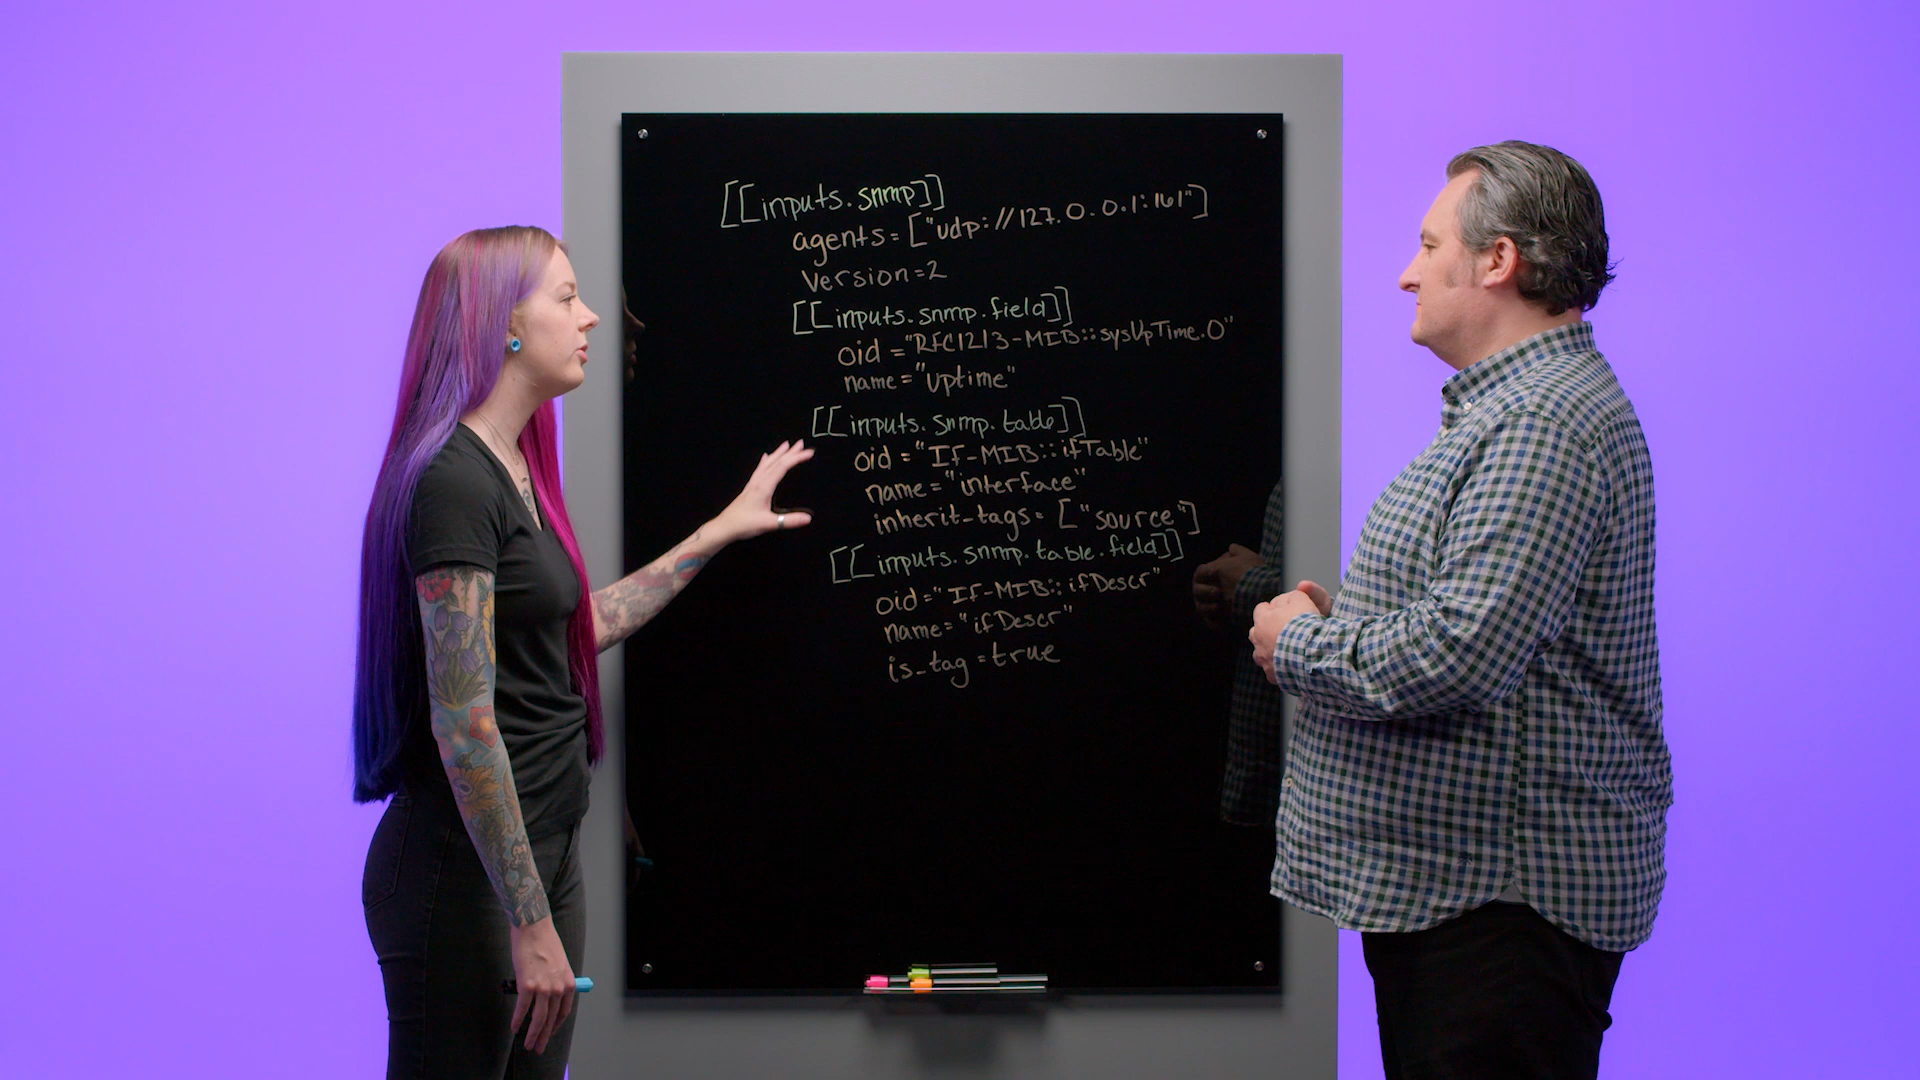 [[inputs.snmp]]
agents=["udp://127.0.0.1:161"]
version=2
[[inputs.snmp.field]]
oid="RFC1213-MIB::sysUpTime.0"
name="uptime"
[[inputs.snmp.table]]
oid="If-MIB::ifTable"
name="interface"
inherit_tags=["source"]
[[inputs.snmp.table.field]]
oid="If-MIB::ifDescr"
name="ifDescr"
is_tag=true